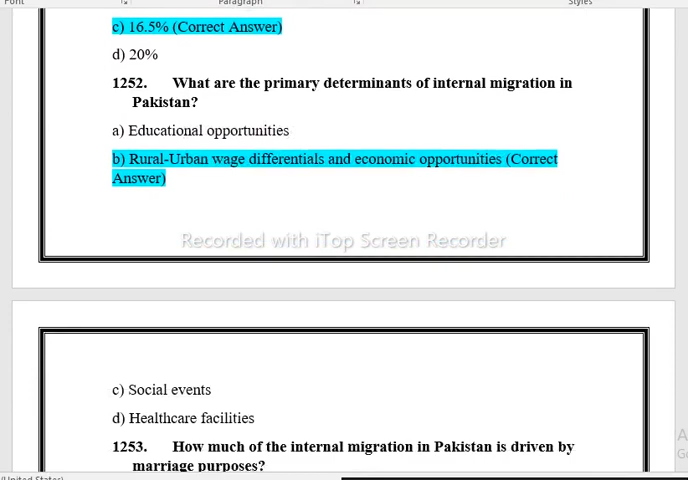 Font
Paragraph
Styles
c) 16.5% (Correct Answer)
d) 20%
1252. What are the primary determinants of internal migration in
Pakistan?
a) Educational opportunities
b) Rural-Urban wage differentials and economic opportunities (Correct
Answer)
Recorded with iTop Screen Recorder
c) Social events
d) Healthcare facilities
1253. How much of the internal migration in Pakistan is driven by
marriage purposes?
(United States)